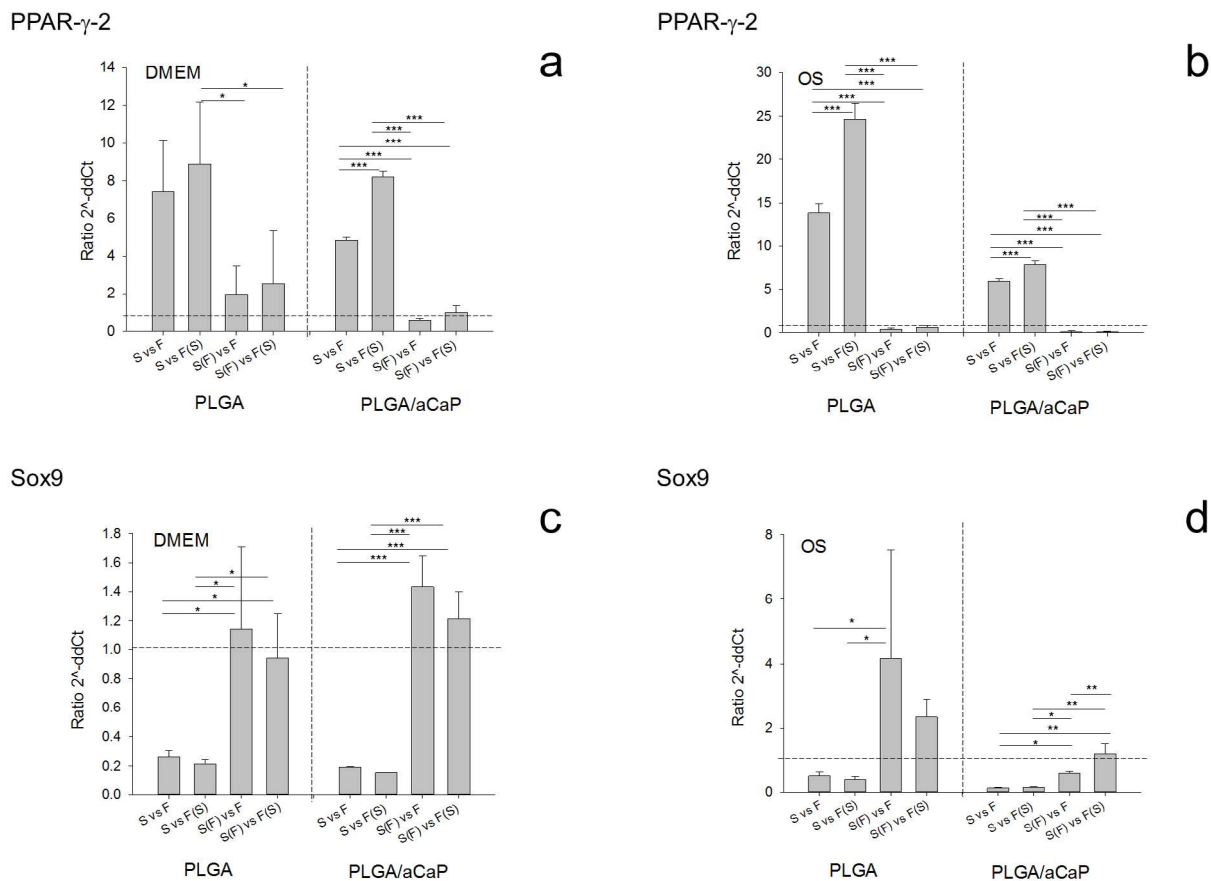 PPAR-γ-2
a
DMEM
Ratio 2^-ddCt
14
12
10
8
6
4
2
0
* *
*** *** *** *** ***
S vs F
S vs F(S)
S(F) vs F
S(F) vs F(S)
S vs F
S vs F(S)
S(F) vs F
S(F) vs F(S)
PLGA
PLGA/aCaP
PPAR-γ-2
b
OS
Ratio 2^-ddCt
30
25
20
15
10
5
0
*** *** *** *** ***
*** *** *** *** ***
S vs F
S vs F(S)
S(F) vs F
S(F) vs F(S)
S vs F
S vs F(S)
S(F) vs F
S(F) vs F(S)
PLGA
PLGA/aCaP
Sox9
c
DMEM
Ratio 2^-ddCt
1.8
1.6
1.4
1.2
1.0
0.8
0.6
0.4
0.2
0.0
* * * *
*** *** *** ***
S vs F
S vs F(S)
S(F) vs F
S(F) vs F(S)
S vs F
S vs F(S)
S(F) vs F
S(F) vs F(S)
PLGA
PLGA/aCaP
Sox9
d
OS
Ratio 2^-ddCt
8
6
4
2
0
* *
** ** * ** *
S vs F
S vs F(S)
S(F) vs F
S(F) vs F(S)
S vs F
S vs F(S)
S(F) vs F
S(F) vs F(S)
PLGA
PLGA/aCaP